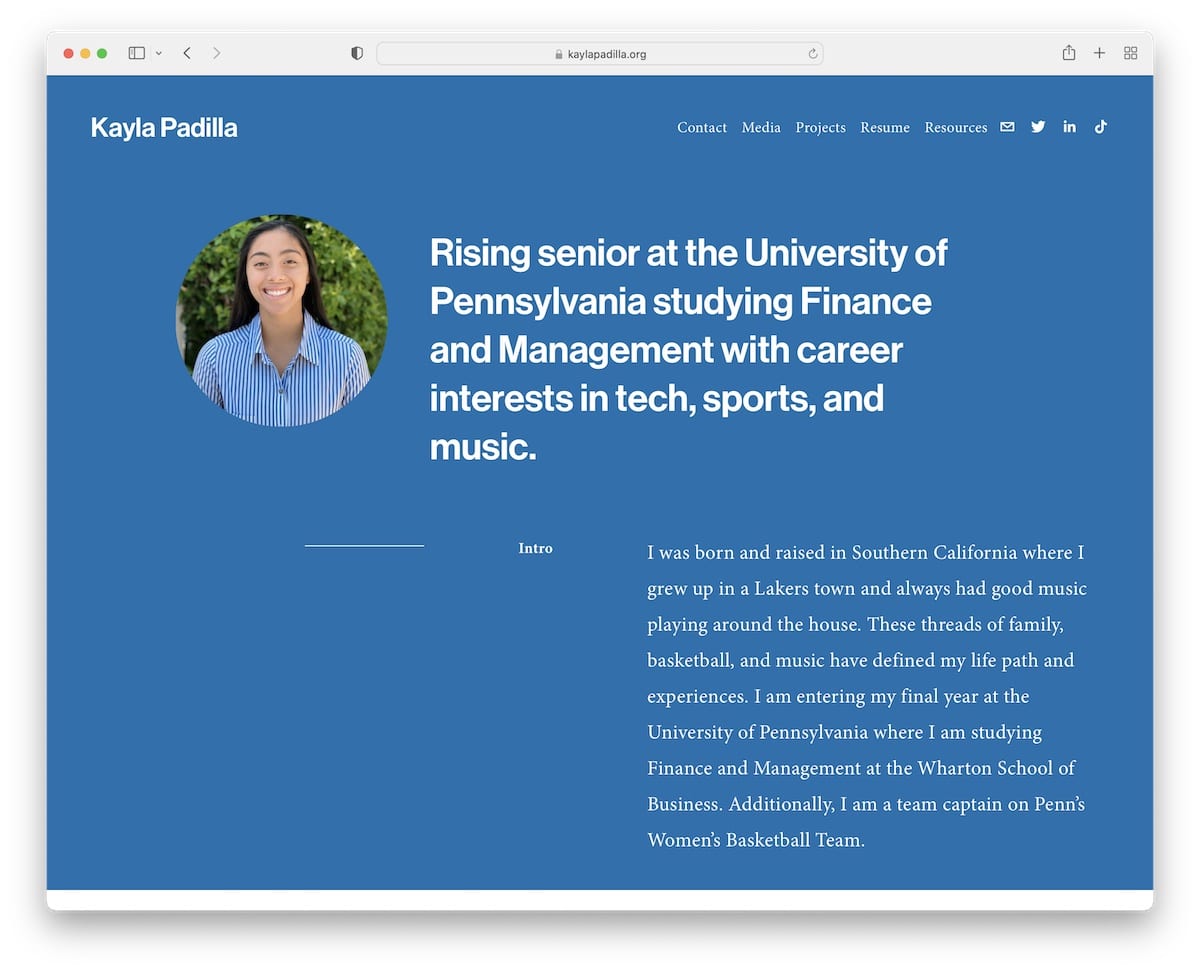 kaylapadilla.org
Kayla Padilla
Contact Media Projects Resume Resources
Rising senior at the University of
Pennsylvania studying Finance
and Management with career
interests in tech, sports, and
music.
Intro
I was born and raised in Southern California where I
grew up in a Lakers town and always had good music
playing around the house. These threads of family,
basketball, and music have defined my life path and
experiences. I am entering my final year at the
University of Pennsylvania where I am studying
Finance and Management at the Wharton School of
Business. Additionally, I am a team captain on Penn’s
Women’s Basketball Team.